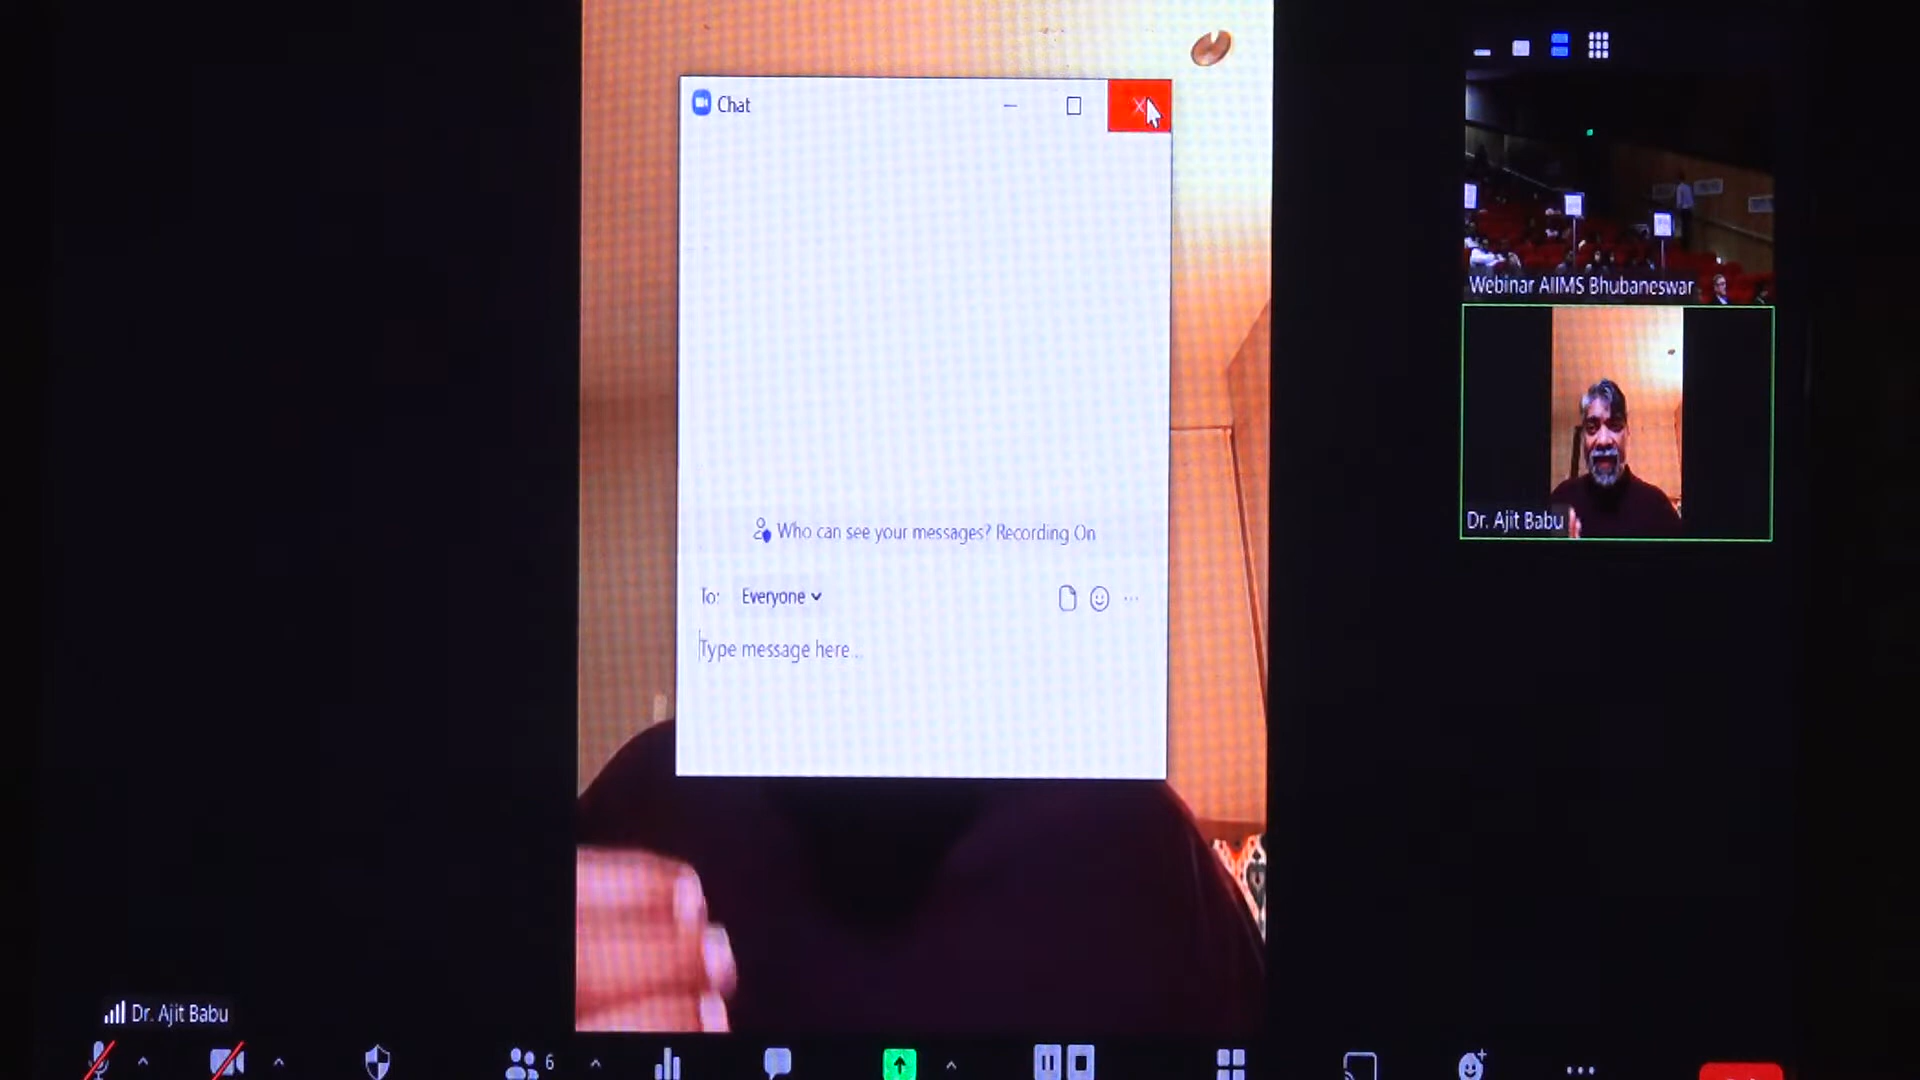 Chat
Who can see your messages? Recording On
To: Everyone
Type message here...
Webinar AIIMS Bhubaneswar
Dr. Ajit Babu
Dr. Ajit Babu
6